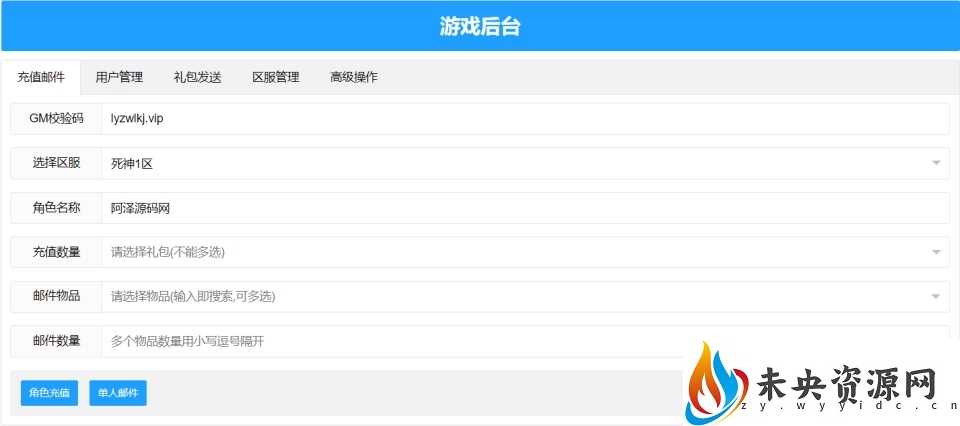 游戏后台
充值邮件 用户管理 礼包发送 区服管理 高级操作
GM校验码 lyzwlkj.vip
选择区服 死神1区
角色名称 阿泽源码网
充值数量 请选择礼包(不能多选)
邮件物品 请选择物品(输入即搜索,可多选)
邮件数量 多个物品数量用小写逗号隔开
角色充值 单人邮件
未央资源网
zy.wyyidc.cn